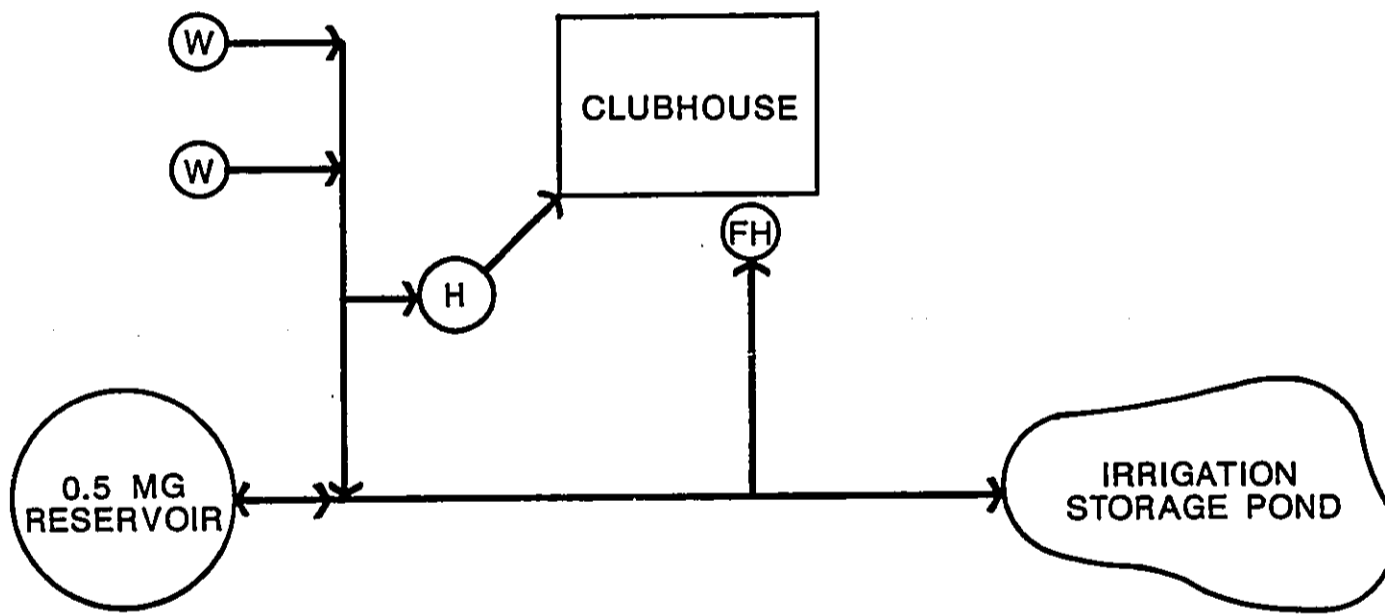 W
CLUBHOUSE
W
FH
H
0.5 MG
RESERVOIR
IRRIGATION
STORAGE POND